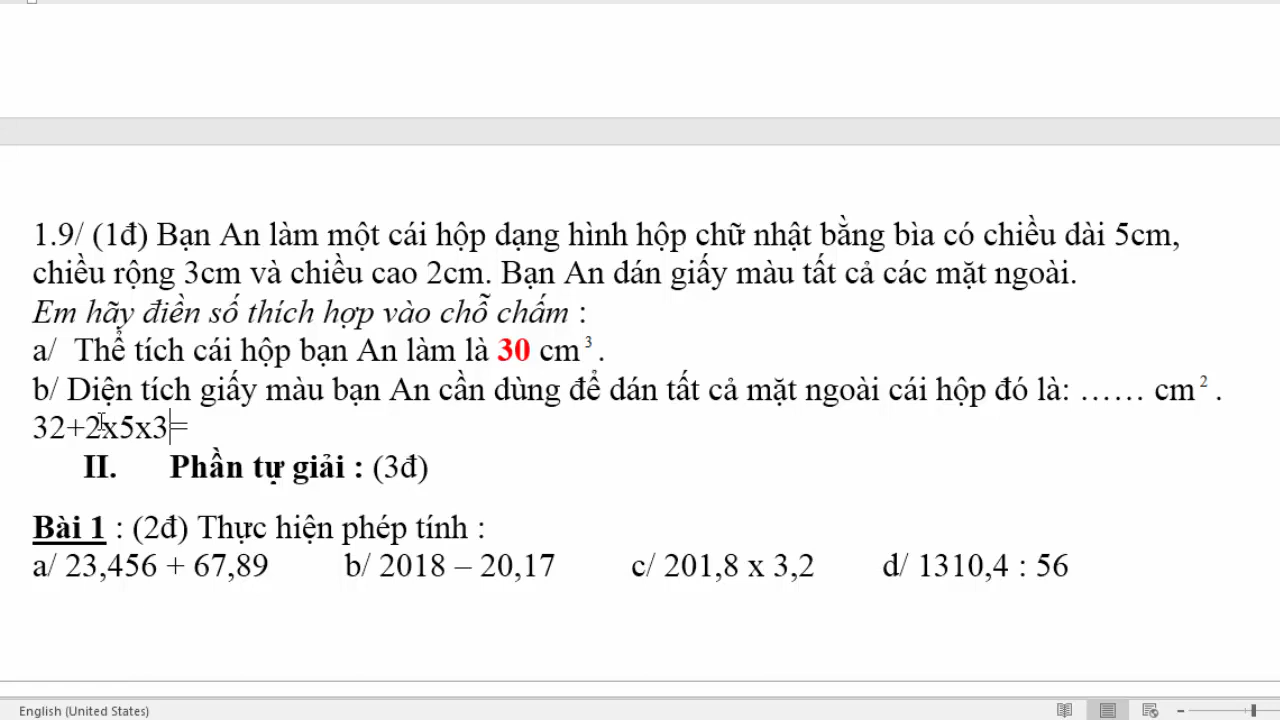 1.9/ (1đ) Bạn An làm một cái hộp dạng hình hộp chữ nhật bằng bìa có chiều dài 5cm,
chiều rộng 3cm và chiều cao 2cm. Bạn An dán giấy màu tất cả các mặt ngoài.
Em hãy điền số thích hợp vào chỗ chấm :
a/ Thể tích cái hộp bạn An làm là 30 cm³.
b/ Diện tích giấy màu bạn An cần dùng để dán tất cả mặt ngoài cái hộp đó là: …… cm².
32+2x5x3=
II. Phần tự giải : (3đ)
Bài 1 : (2đ) Thực hiện phép tính :
a/ 23,456 + 67,89 b/ 2018 – 20,17 c/ 201,8 x 3,2 d/ 1310,4 : 56
English (United States)